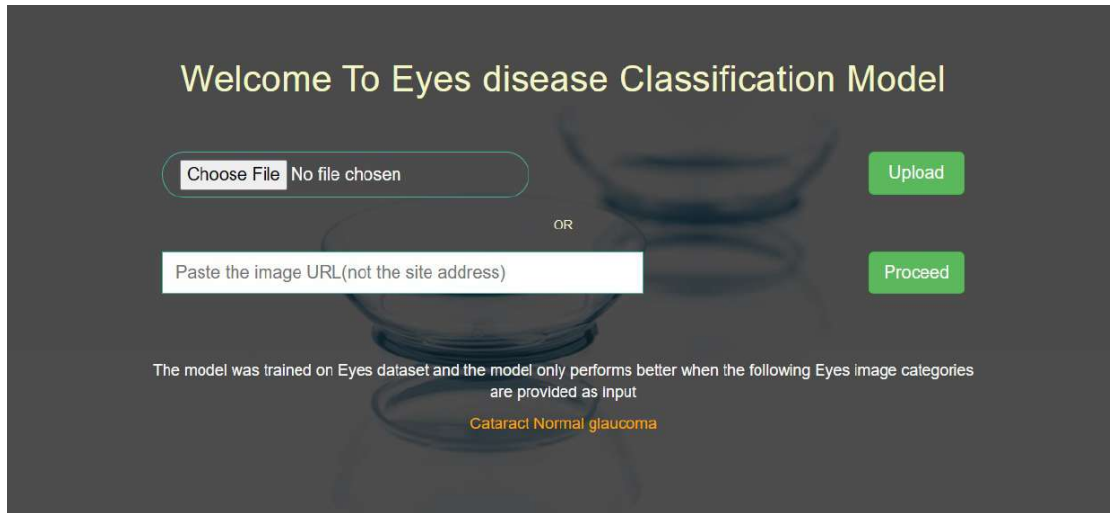 Welcome To Eyes disease Classification Model
Choose File No file chosen
Upload
OR
Paste the image URL(not the site address)
Proceed
The model was trained on Eyes dataset and the model only performs better when the following Eyes image categories
are provided as input
Cataract Normal glaucoma